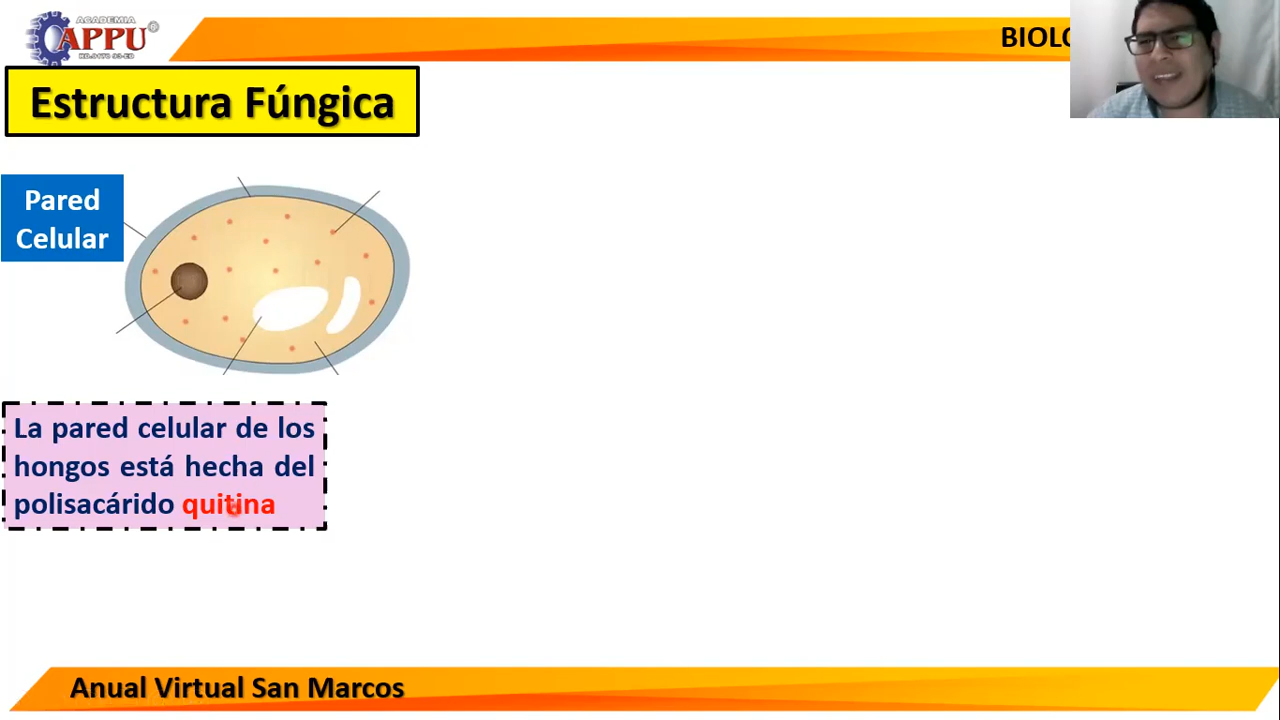 ACADEMIA
APPU®
BIOLO
Estructura Fúngica
Pared
Celular
La pared celular de los
hongos está hecha del
polisacárido quitina
Anual Virtual San Marcos